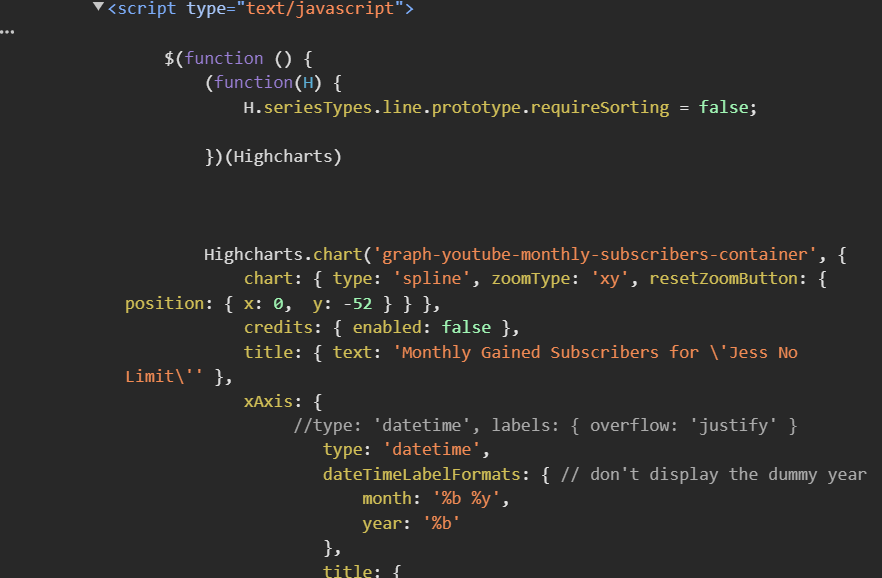 <script type="text/javascript">
$(function () {
(function(H) {
H.seriesTypes.line.prototype.requireSorting = false;
})(Highcharts)
Highcharts.chart('graph-youtube-monthly-subscribers-container', {
chart: { type: 'spline', zoomType: 'xy', resetZoomButton: {
position: { x: 0,  y: -52 } } },
credits: { enabled: false },
title: { text: 'Monthly Gained Subscribers for \'Jess No
Limit\'' },
xAxis: {
//type: 'datetime', labels: { overflow: 'justify' }
type: 'datetime',
dateTimeLabelFormats: { // don't display the dummy year
month: '%b %y',
year: '%b'
},
title: {